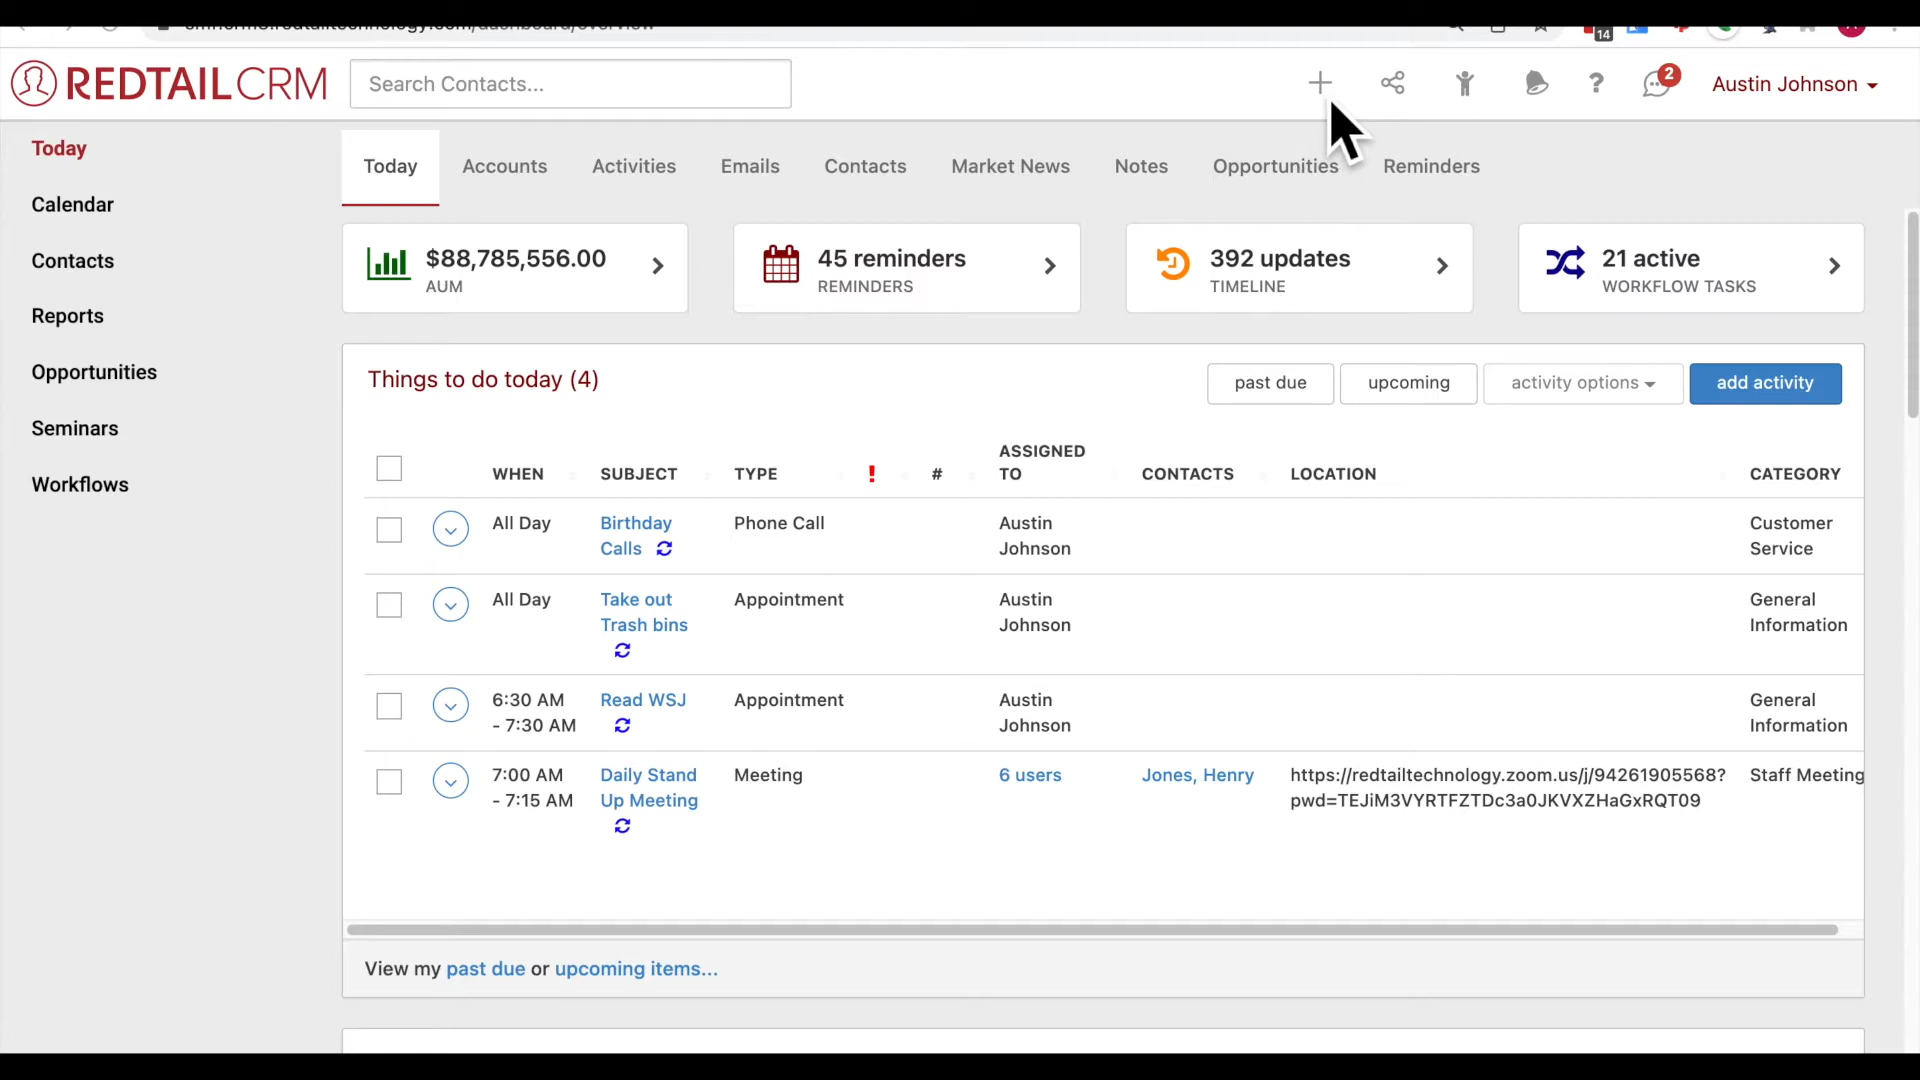 14
REDTAILCRM
Search Contacts...
?
2
Austin Johnson
Today
Calendar
Contacts
Reports
Opportunities
Seminars
Workflows
Today Accounts Activities Emails Contacts Market News Notes Opportunities Reminders
$88,785,556.00
AUM
45 reminders
REMINDERS
392 updates
TIMELINE
21 active
WORKFLOW TASKS
Things to do today (4)
past due
upcoming
activity options
add activity
WHEN SUBJECT TYPE ! # ASSIGNED TO CONTACTS LOCATION CATEGORY
All Day Birthday Phone Call Austin Customer
Calls Johnson Service
All Day Take out Appointment Austin General
Trash bins Johnson Information
6:30 AM Read WSJ Appointment Austin General
- 7:30 AM Johnson Information
7:00 AM Daily Stand Meeting 6 users Jones, Henry https://redtailtechnology.zoom.us/j/94261905568? Staff Meeting
- 7:15 AM Up Meeting pwd=TEJiM3VYRTFZTDc3a0JKVXZHaGxRQT09
View my past due or upcoming items...